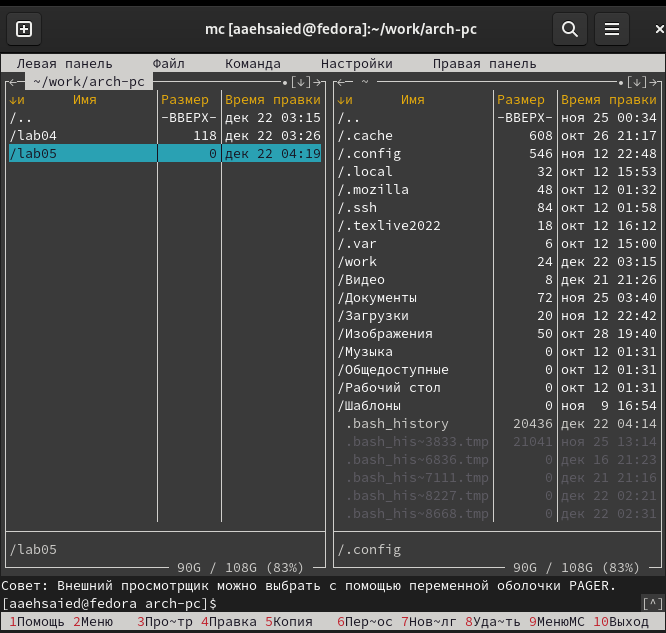 mc [aaehsaied@fedora]:~/work/arch-pc
Левая панель Файл Команда Настройки Правая панель
~/work/arch-pc [↓] ~ [↓]
↓и Имя Размер Время правки ↓и Имя Размер Время правки
/.. -ВВЕРХ- дек 22 03:15 /.. -ВВЕРХ- ноя 25 00:34
/lab04 118 дек 22 03:26 /.cache 608 окт 26 21:17
/lab05 0 дек 22 04:19 /.config 546 ноя 12 22:48
/.local 32 окт 12 15:53
/.mozilla 48 окт 12 01:32
/.ssh 84 окт 12 01:58
/.texlive2022 18 окт 12 16:12
/.var 6 окт 12 15:00
/work 24 дек 22 03:15
/Видео 8 дек 21 21:26
/Документы 72 ноя 25 03:40
/Загрузки 20 ноя 12 22:42
/Изображения 50 окт 28 19:40
/Музыка 0 окт 12 01:31
/Общедоступные 0 окт 12 01:31
/Рабочий стол 0 окт 12 01:31
/Шаблоны 0 ноя 9 16:54
.bash_history 20436 дек 22 04:14
.bash_his~3833.tmp 21041 ноя 25 13:14
.bash_his~6836.tmp 0 дек 16 21:23
.bash_his~7111.tmp 0 дек 21 21:16
.bash_his~8227.tmp 0 дек 22 02:21
.bash_his~8668.tmp 0 дек 22 02:31
/lab05 /.config
90G / 108G (83%) 90G / 108G (83%)
Совет: Внешний просмотрщик можно выбрать с помощью переменной оболочки PAGER.
[aaehsaied@fedora arch-pc]$ [^]
1Помощь 2Меню 3Про~тр 4Правка 5Копия 6Пер~ос 7Нов~лг 8Уда~ть 9МенюMC 10Выход